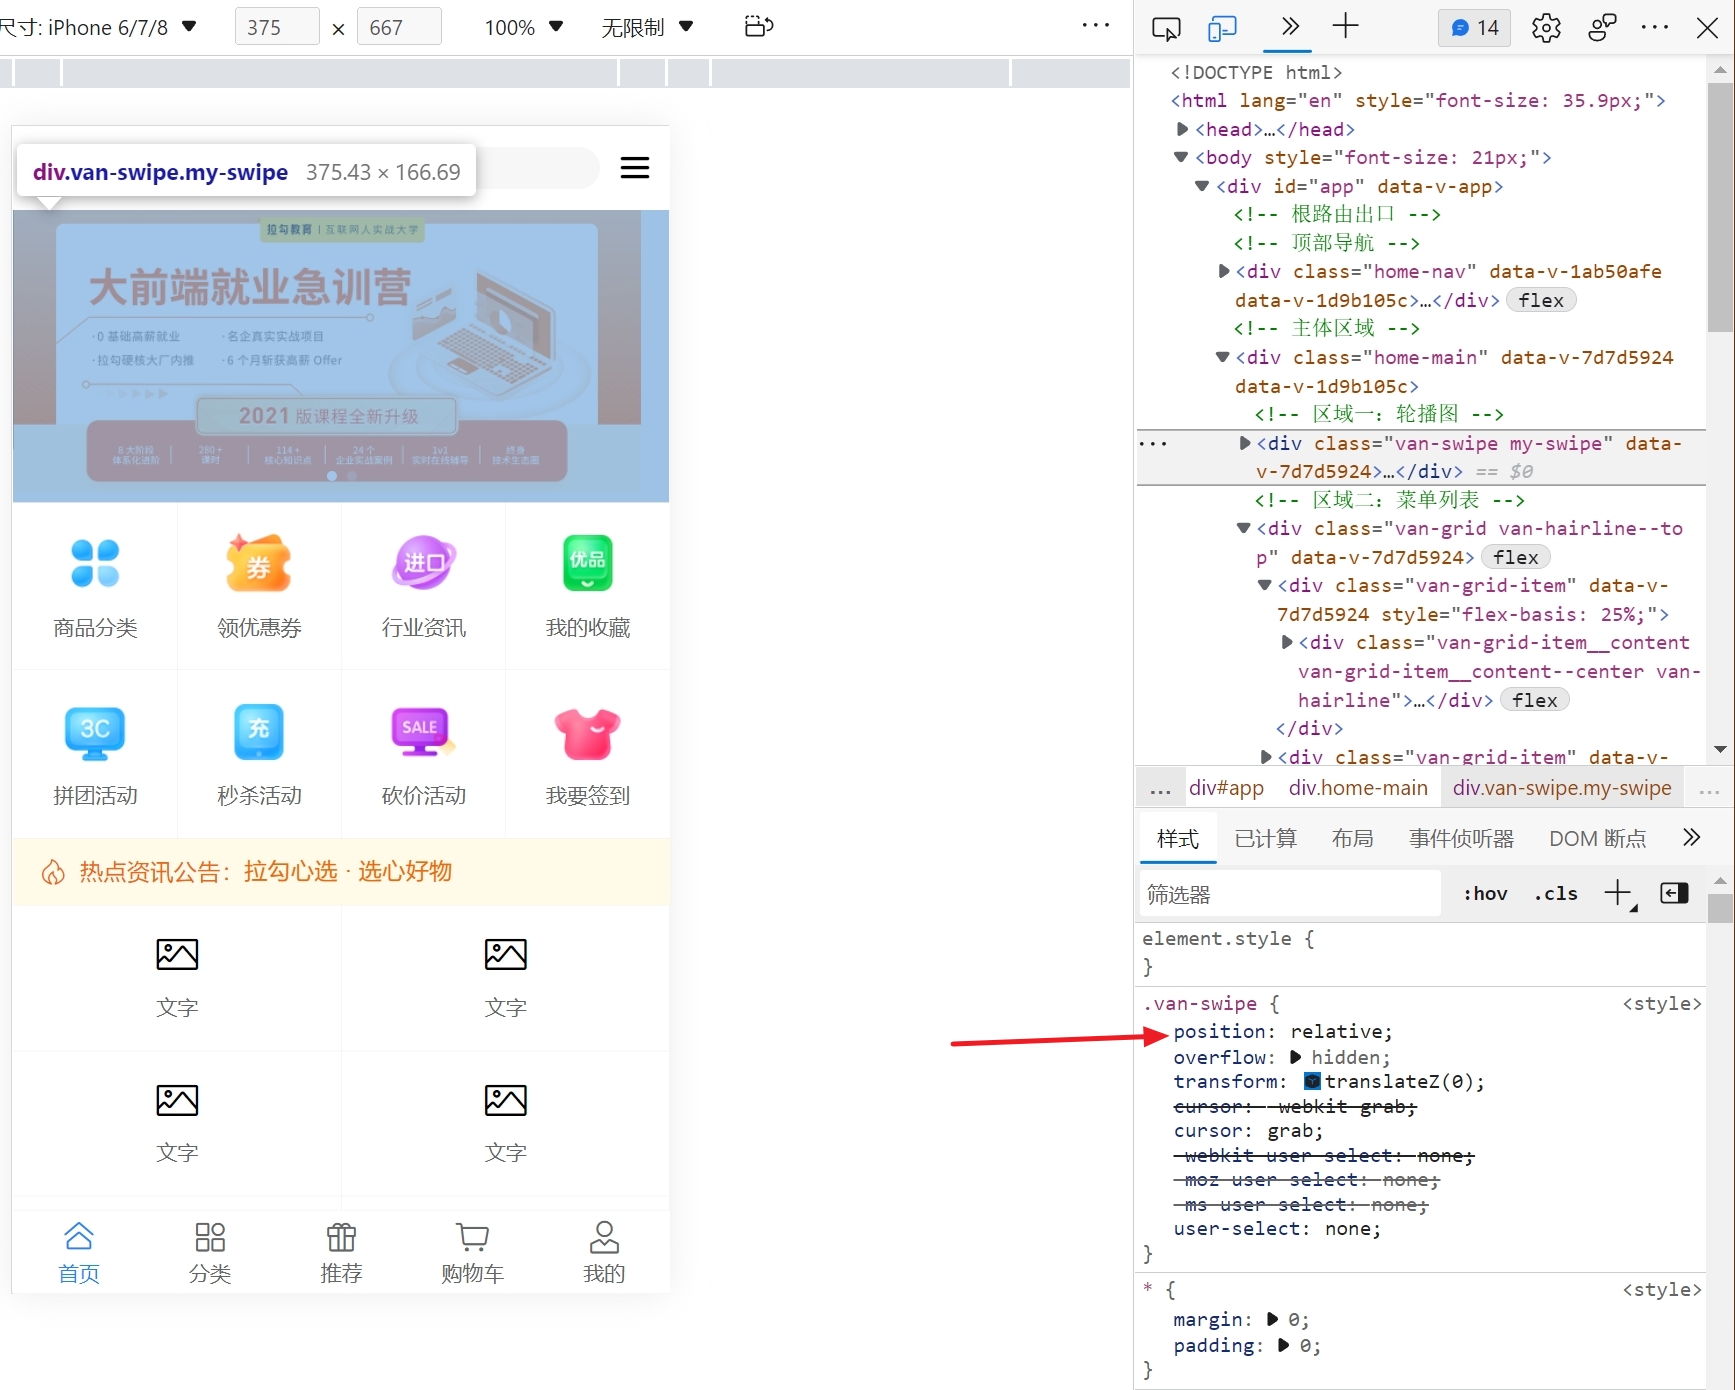 尺寸: iPhone 6/7/8
375
×
667
100%
无限制
14
div.van-swipe.my-swipe 375.43 × 166.69
拉勾教育 | 互联网人实战大学
大前端就业急训营
·0 基础高薪就业 ·名企真实实战项目
·拉勾硬核大厂内推 ·6 个月斩获高薪 Offer
2021 版课程全新升级
8 大阶段 280+ 114+ 24 个 1v1 终身
体系化进阶 课时 核心知识点 企业实战案例 实时在线辅导 技术生态圈
券
进口
优品
商品分类 领优惠券 行业资讯 我的收藏
3C
充
SALE
拼团活动 秒杀活动 砍价活动 我要签到
热点资讯公告：拉勾心选 · 选心好物
文字 文字
文字 文字
首页 分类 推荐 购物车 我的
<!DOCTYPE html>
<html lang="en" style="font-size: 35.9px;">
<head>…</head>
<body style="font-size: 21px;">
<div id="app" data-v-app>
<!-- 根路由出口 -->
<!-- 顶部导航 -->
<div class="home-nav" data-v-1ab50afe
data-v-1d9b105c>…</div> flex
<!-- 主体区域 -->
<div class="home-main" data-v-7d7d5924
data-v-1d9b105c>
<!-- 区域一：轮播图 -->
<div class="van-swipe my-swipe" data-
v-7d7d5924>…</div> == $0
<!-- 区域二：菜单列表 -->
<div class="van-grid van-hairline--to
p" data-v-7d7d5924> flex
<div class="van-grid-item" data-v-
7d7d5924 style="flex-basis: 25%;">
<div class="van-grid-item__content
van-grid-item__content--center van-
hairline">…</div> flex
</div>
<div class="van-grid-item" data-v-
… div#app div.home-main div.van-swipe.my-swipe …
样式 已计算 布局 事件侦听器 DOM 断点
筛选器 :hov .cls
element.style {
}
.van-swipe { <style>
position: relative;
overflow: hidden;
transform: translateZ(0);
cursor: -webkit-grab;
cursor: grab;
-webkit-user-select: none;
-moz-user-select: none;
-ms-user-select: none;
user-select: none;
}
* { <style>
margin: 0;
padding: 0;
}